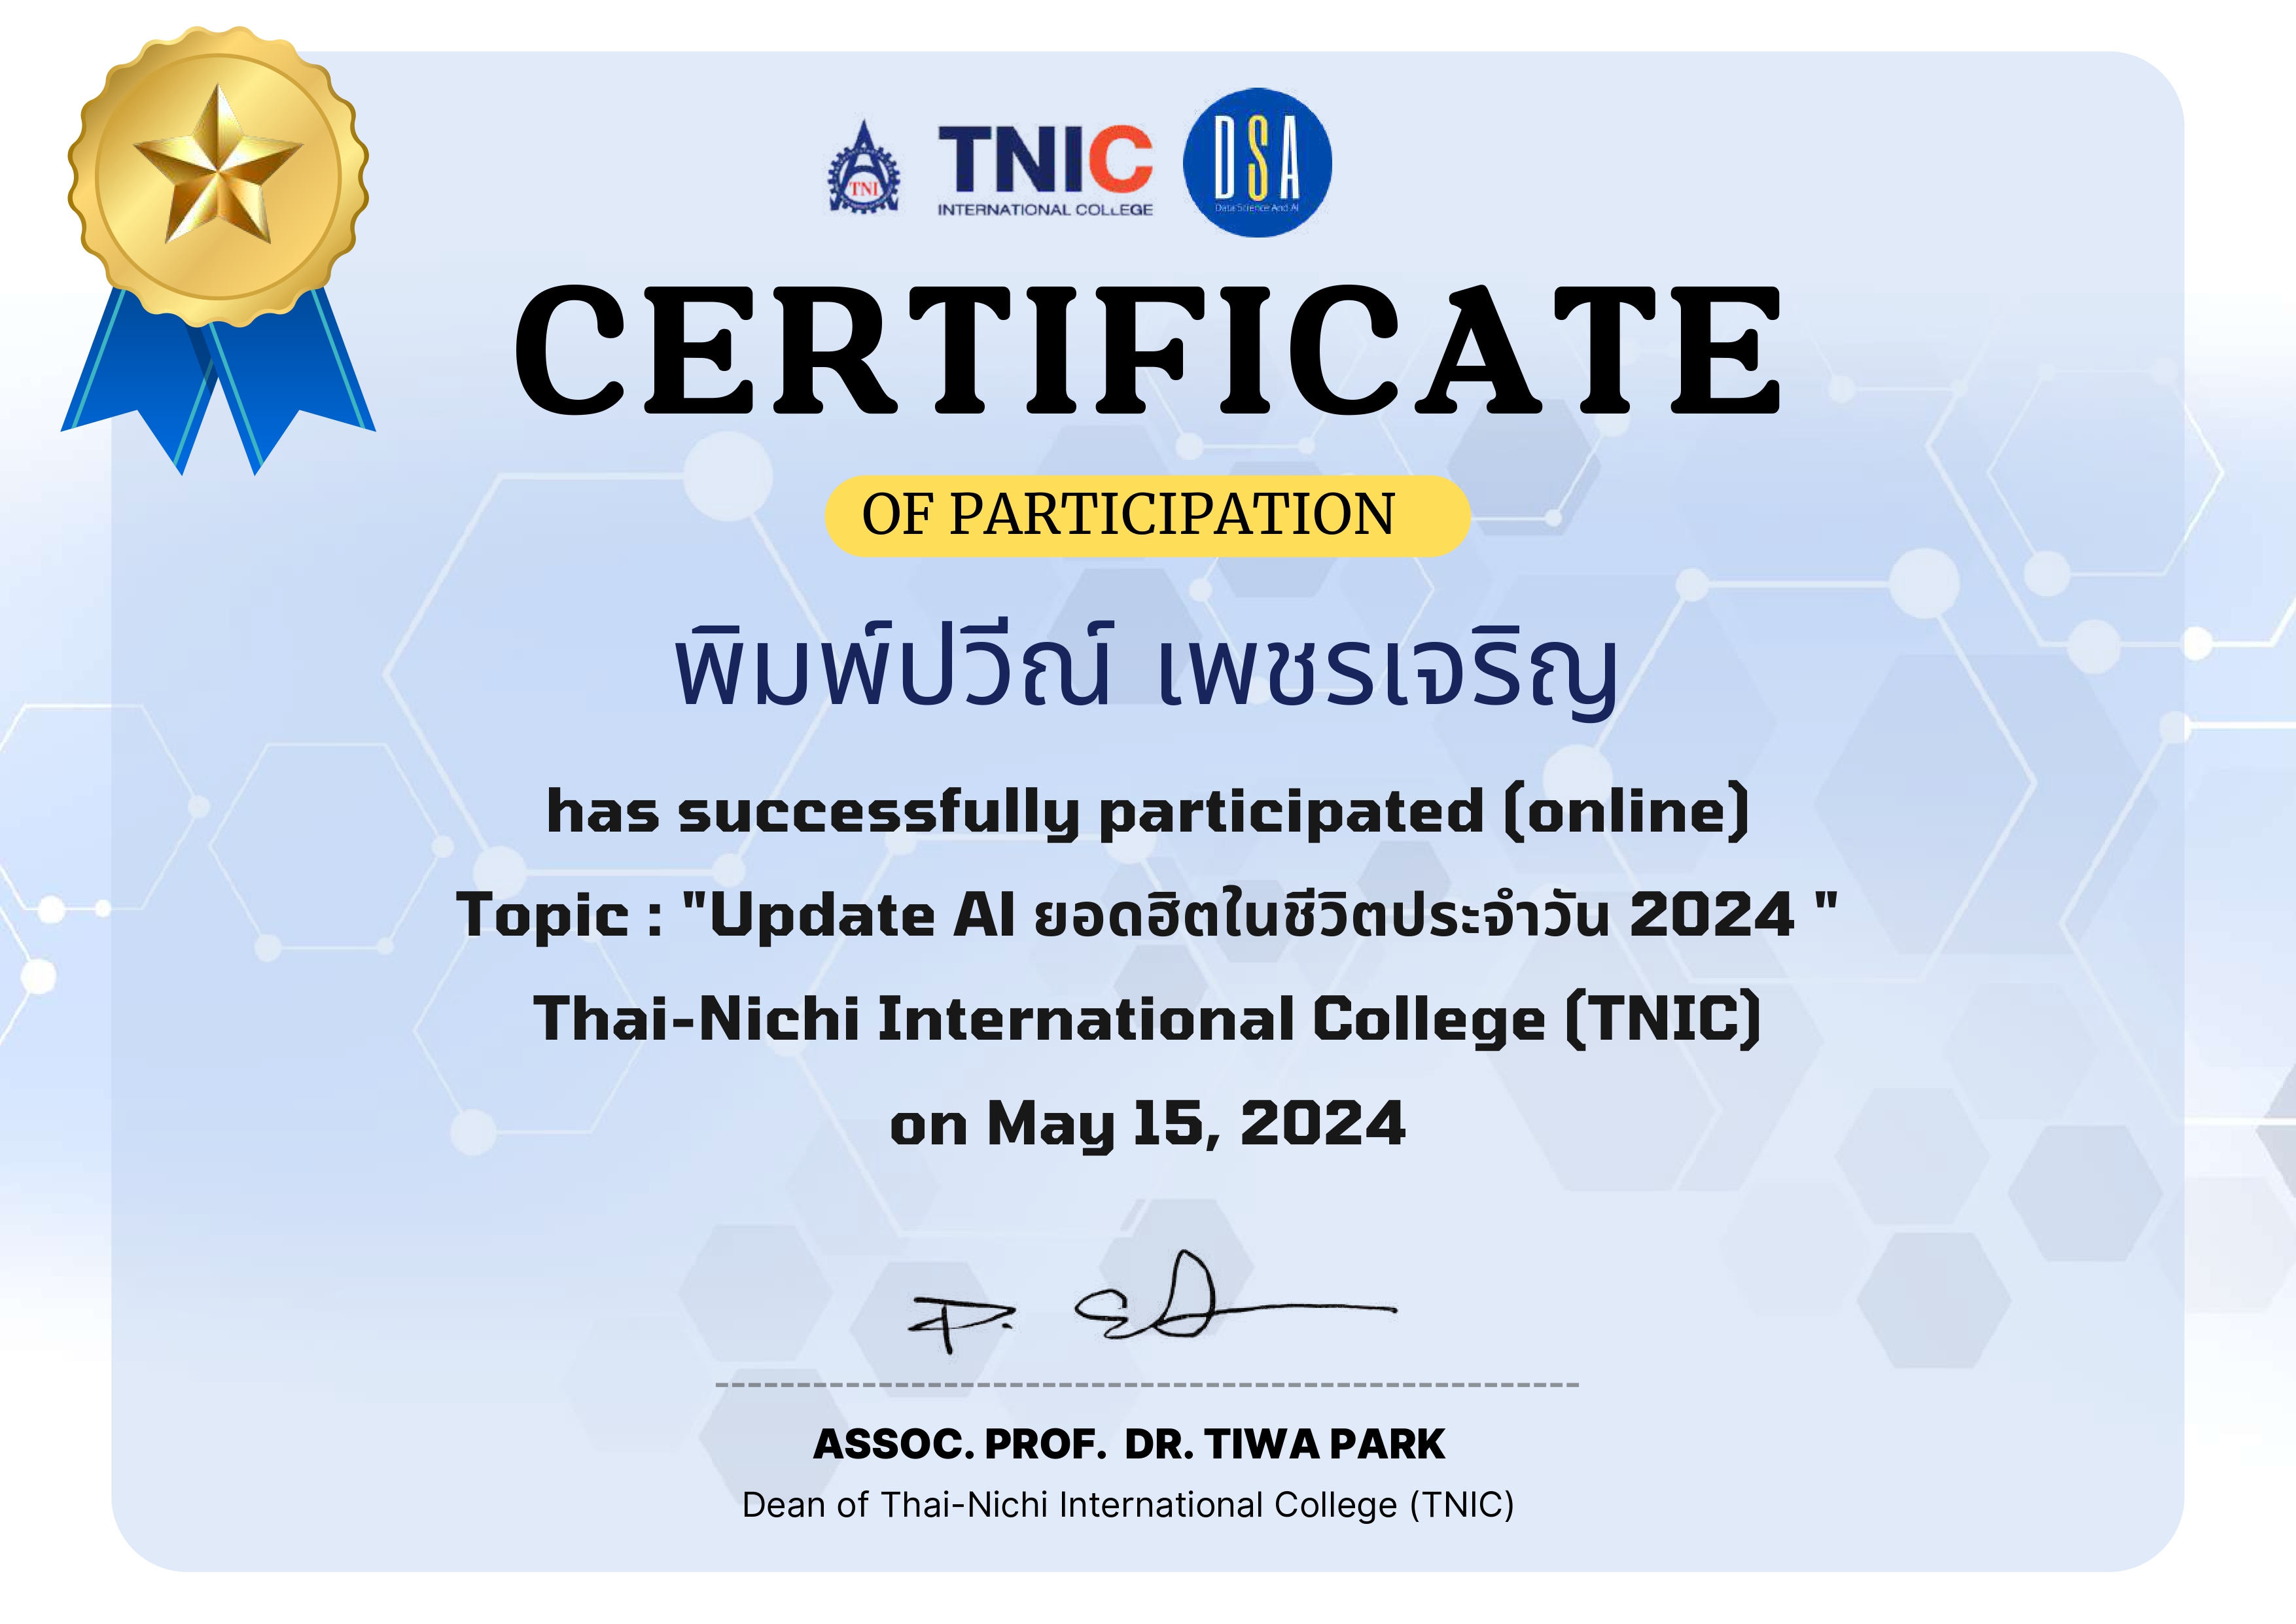 TNI
TNIC
INTERNATIONAL COLLEGE
DSA
Data Science And AI
CERTIFICATE
OF PARTICIPATION
พิมพ์ปวีณ์ เพชรเจริญ
has successfully participated (online)
Topic : "Update AI ยอดฮิตในชีวิตประจำวัน 2024 "
Thai-Nichi International College (TNIC)
on May 15, 2024
ASSOC. PROF. DR. TIWA PARK
Dean of Thai-Nichi International College (TNIC)